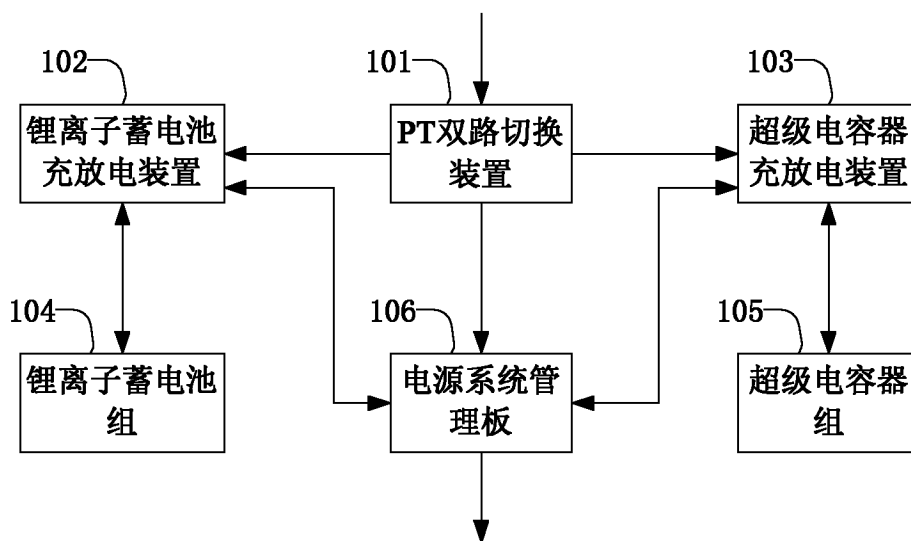 102
101
103
锂离子蓄电池
充放电装置
PT双路切换
装置
超级电容器
充放电装置
104
106
105
锂离子蓄电池
组
电源系统管
理板
超级电容器
组